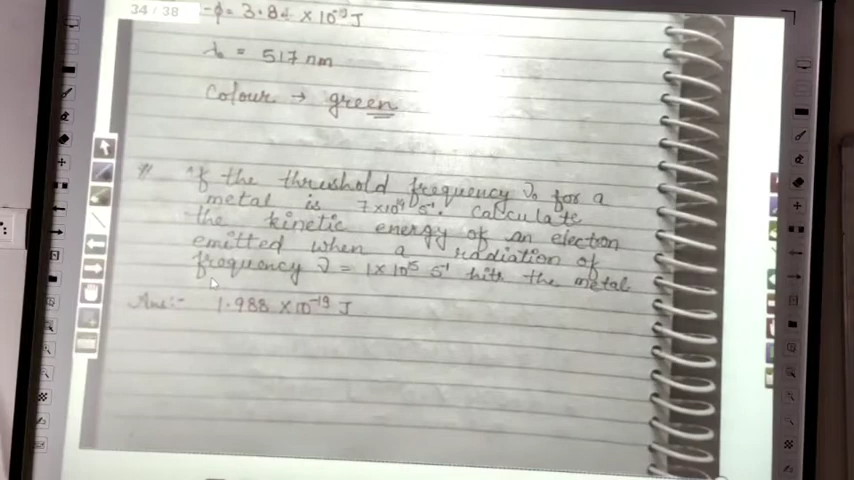 34 / 38
-φ = 3.84 × 10⁻¹⁹ J
λ₀ = 517 nm
Colour → green
If the threshold frequency ν₀ for a
metal is 7×10¹⁴ s⁻¹. Calculate
the kinetic energy of an electron
emitted when a radiation of
frequency ν = 1 × 10¹⁵ s⁻¹ hits the metal
Ans:- 1.988 × 10⁻¹⁹ J